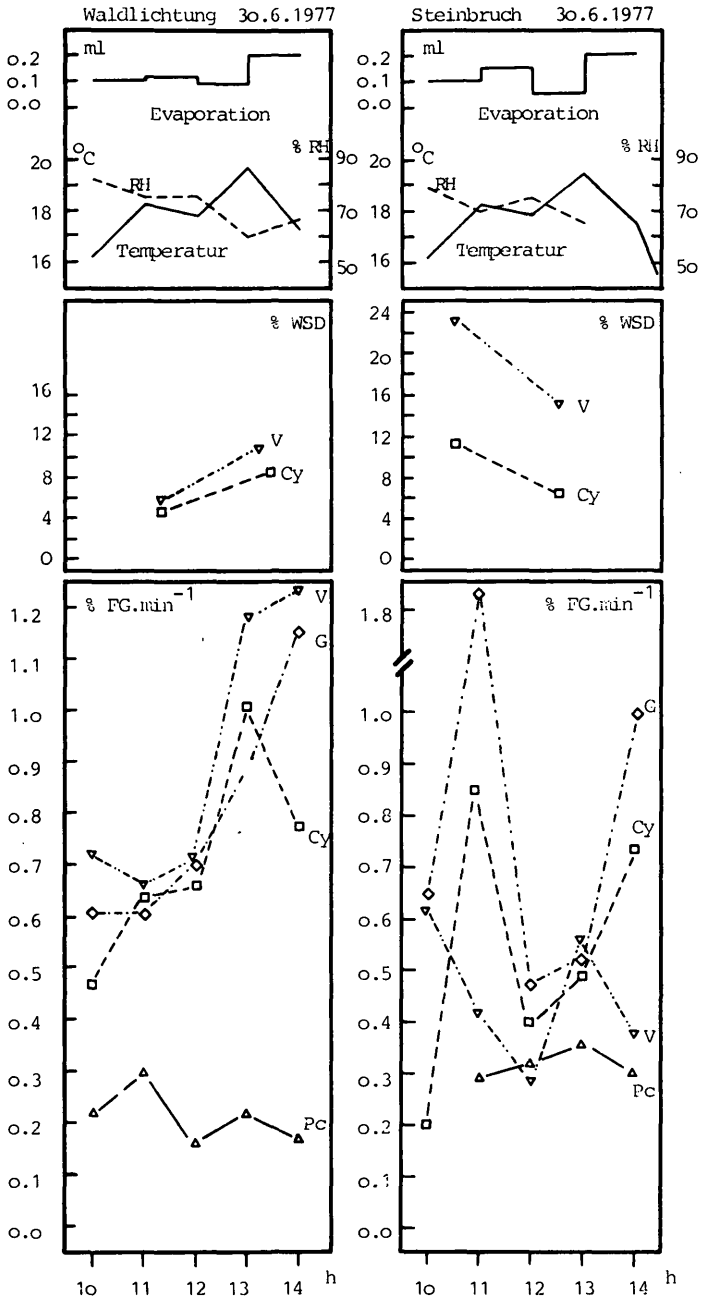 Waldlichtung 3o.6.1977
ml
o.2
o.1
o.o
Evaporation
oC
% RH
2o
18
16
9o
7o
5o
RH
Temperatur
% WSD
16
12
8
4
O
V
Cy
% FG.min-1
1.2
1.1
1.o
o.9
o.8
o.7
o.6
o.5
o.4
o.3
o.2
o.1
o.o
V
G
Cy
Pc
1o 11 12 13 14 h
Steinbruch 3o.6.1977
ml
o.2
o.1
o.o
Evaporation
oC
% RH
2o
18
16
9o
7o
5o
RH
Temperatur
% WSD
24
2o
16
12
8
4
O
V
Cy
% FG.min-1
1.8
1.o
o.9
o.8
o.7
o.6
o.5
o.4
o.3
o.2
o.1
o.o
G
Cy
V
Pc
1o 11 12 13 14 h